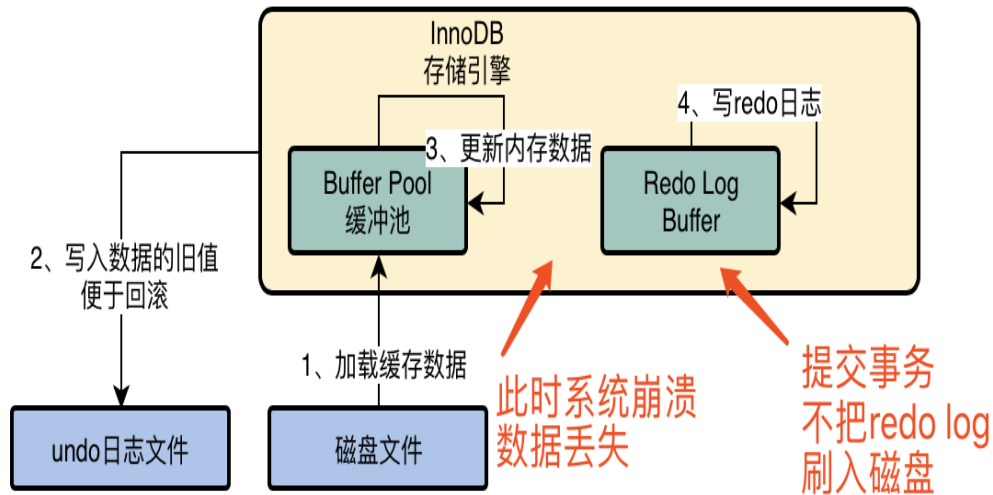 InnoDB
存储引擎
4、写redo日志
3、更新内存数据
Buffer Pool
缓冲池
Redo Log
Buffer
2、写入数据的旧值
便于回滚
1、加载缓存数据
此时系统崩溃
数据丢失
提交事务
不把redo log
刷入磁盘
undo日志文件
磁盘文件